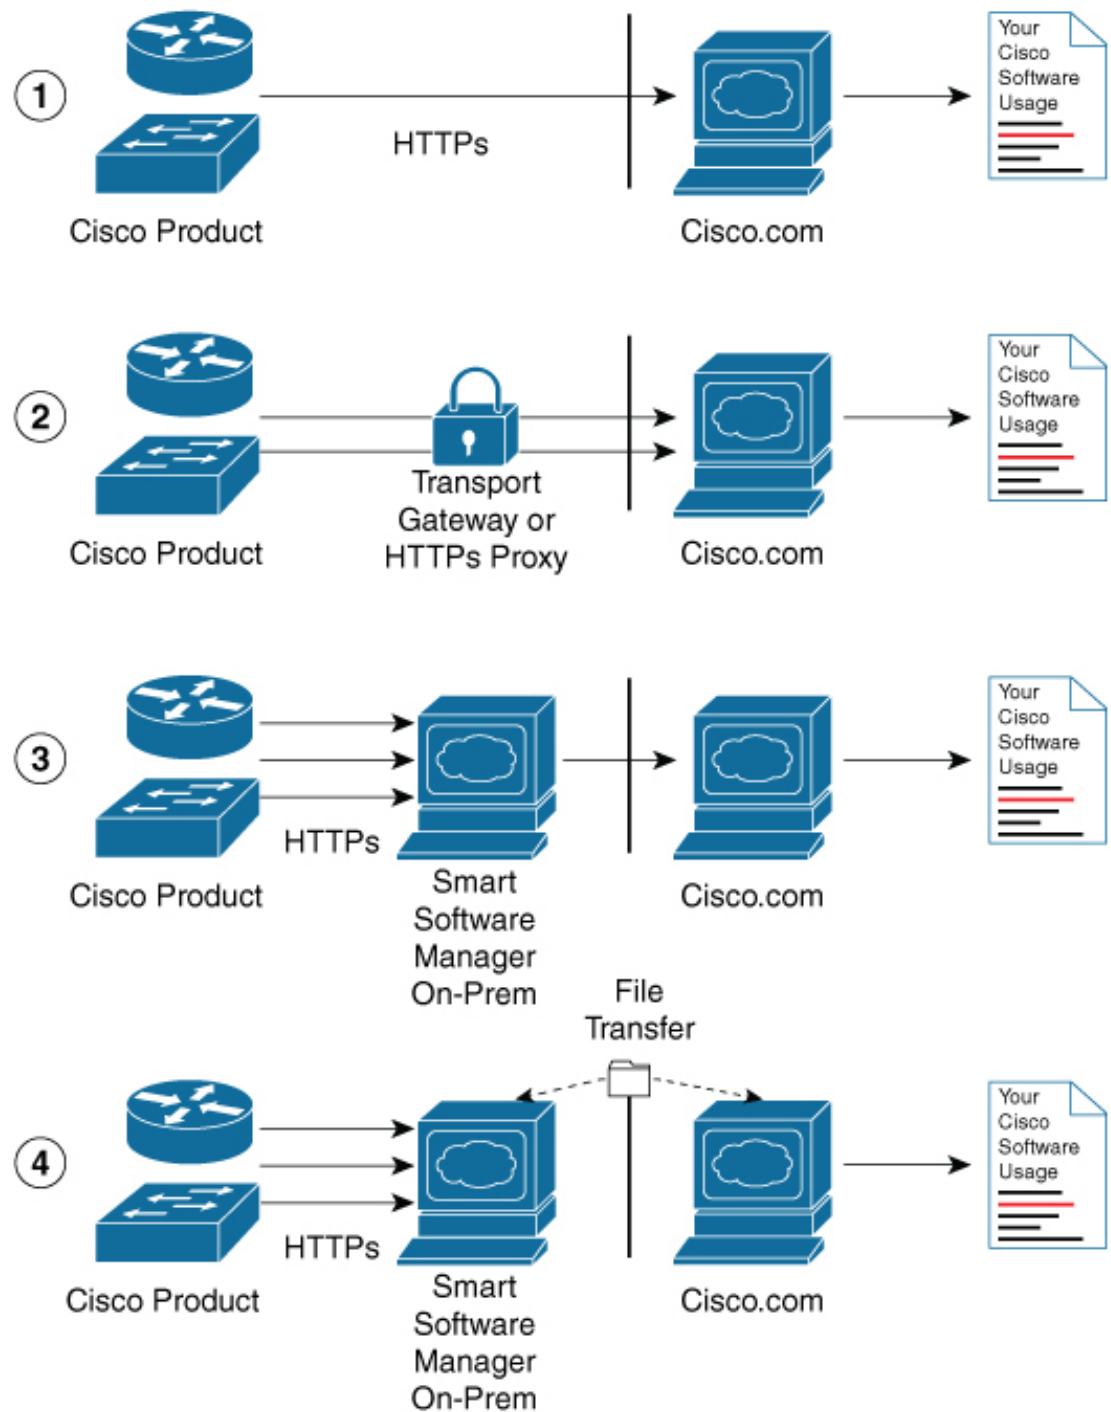 1
HTTPs
Cisco Product
Cisco.com
Your
Cisco
Software
Usage
2
Transport
Gateway or
HTTPs Proxy
Cisco Product
Cisco.com
Your
Cisco
Software
Usage
3
HTTPs
Cisco Product
Smart
Software
Manager
On-Prem
Cisco.com
Your
Cisco
Software
Usage
File
Transfer
4
HTTPs
Cisco Product
Smart
Software
Manager
On-Prem
Cisco.com
Your
Cisco
Software
Usage